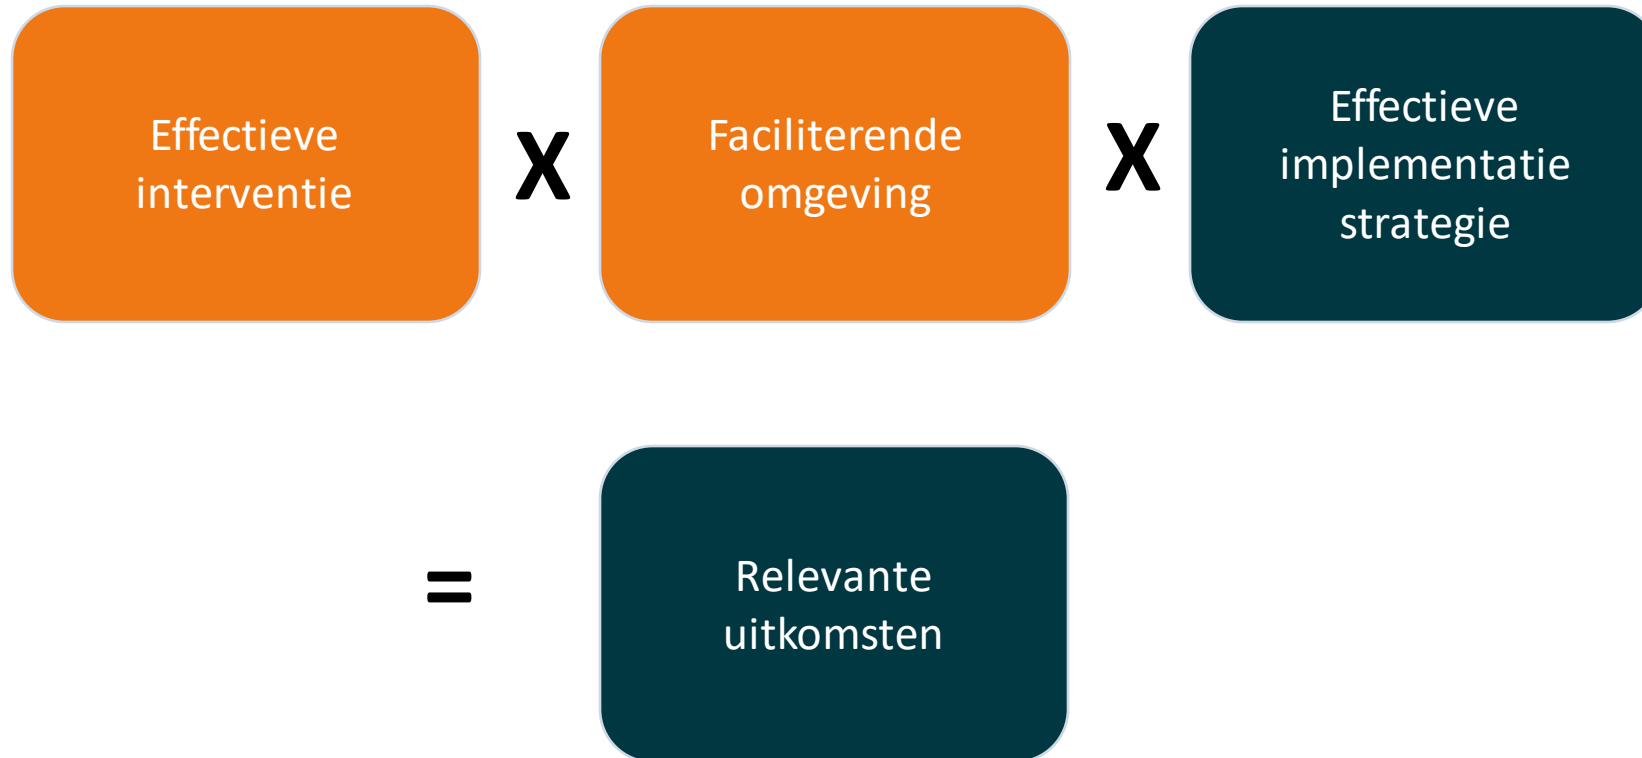 Effectieve
interventie
X
Faciliterende
omgeving
X
Effectieve
implementatie
strategie
=
Relevante
uitkomsten